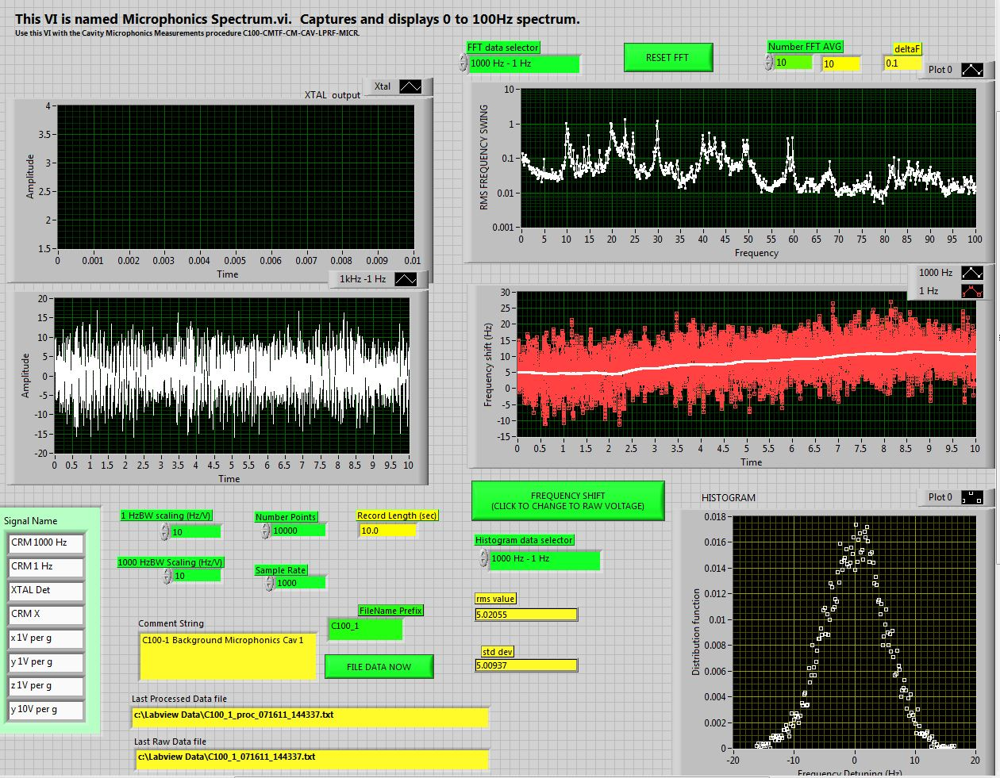 This VI is named Microphonics Spectrum.vi.  Captures and displays 0 to 100Hz spectrum.
Use this VI with the Cavity Microphonics Measurements procedure C100-CMTF-CM-CAV-LPRF-MICR.
FFT data selector
1000 Hz - 1 Hz
RESET FFT
Number FFT AVG
10
10
deltaF
0.1
Plot 0
XTAL output
Xtal
Amplitude
4
3.5
3
2.5
2
1.5
0 0.001 0.002 0.003 0.004 0.005 0.006 0.007 0.008 0.009 0.01
Time
RMS FREQUENCY SWING
10
1
0.1
0.01
0.001
0 5 10 15 20 25 30 35 40 45 50 55 60 65 70 75 80 85 90 95 100
Frequency
1kHz -1 Hz
Amplitude
20
15
10
5
0
-5
-10
-15
-20
0 0.5 1 1.5 2 2.5 3 3.5 4 4.5 5 5.5 6 6.5 7 7.5 8 8.5 9 9.5 10
Time
1000 Hz
1 Hz
Frequency shift (Hz)
30
25
20
15
10
5
0
-5
-10
-15
0 0.5 1 1.5 2 2.5 3 3.5 4 4.5 5 5.5 6 6.5 7 7.5 8 8.5 9 9.5 10
Time
Signal Name
CRM 1000 Hz
CRM 1 Hz
XTAL Det
CRM X
x 1V per g
y 1V per g
z 1V per g
y 10V per g
1 HzBW scaling (Hz/V)
10
Number Points
10000
Record Length (sec)
10.0
1000 HzBW Scaling (Hz/V)
10
Sample Rate
1000
FileName Prefix
C100_1
Comment String
C100-1 Background Microphonics Cav 1
FILE DATA NOW
Last Processed Data file
c:\Labview Data\C100_1_proc_071611_144337.txt
Last Raw Data file
c:\Labview Data\C100_1_071611_144337.txt
FREQUENCY SHIFT
(CLICK TO CHANGE TO RAW VOLTAGE)
Histogram data selector
1000 Hz - 1 Hz
rms value
5.02055
std dev
5.00937
HISTOGRAM
Plot 0
Distribution function
0.018
0.016
0.014
0.012
0.01
0.008
0.006
0.004
0.002
0
-20 -10 0 10 20
Frequency Detuning (Hz)